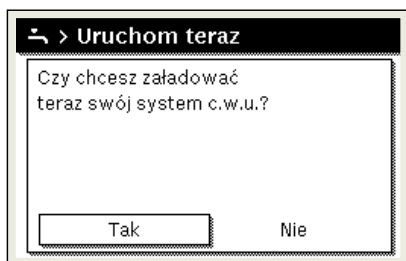 > Uruchom teraz
Czy chcesz załadować
teraz swój system c.w.u.?
Tak
Nie